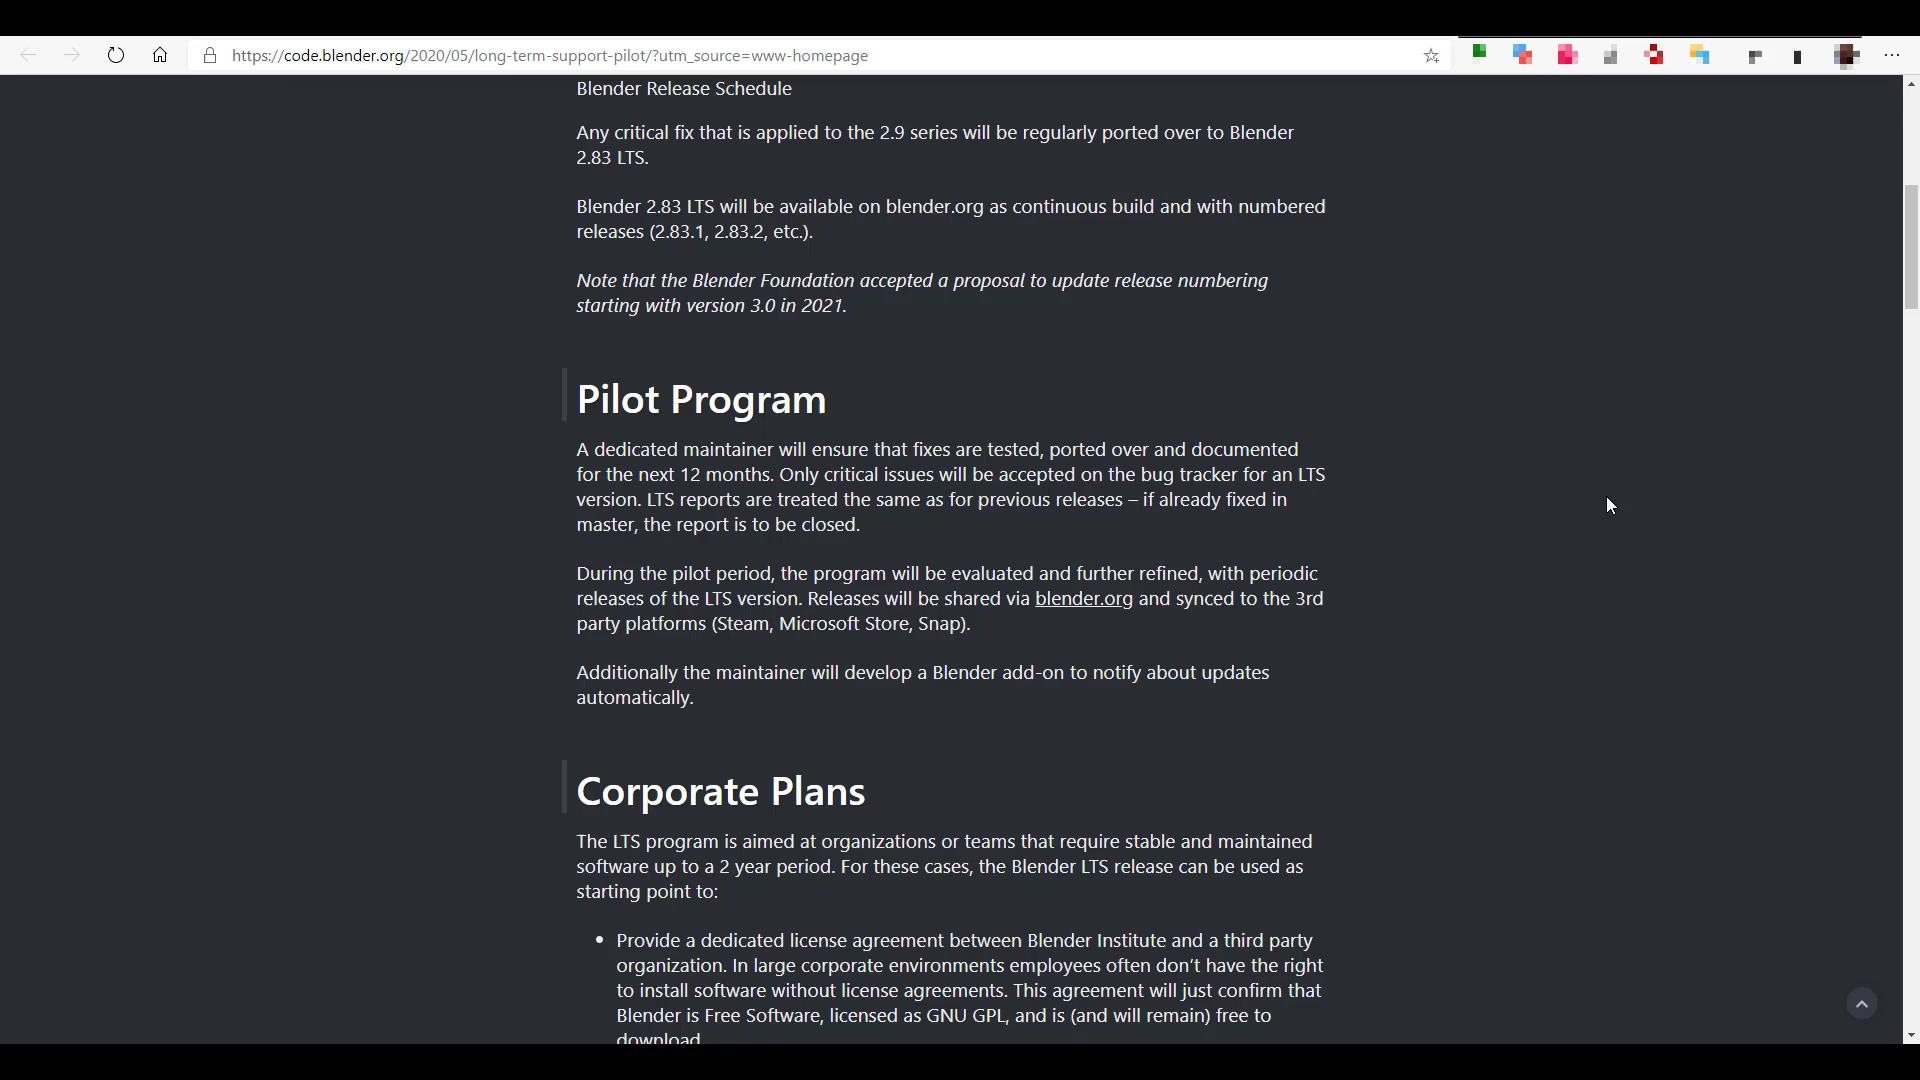 https://code.blender.org/2020/05/long-term-support-pilot/?utm_source=www-homepage
Blender Release Schedule
Any critical fix that is applied to the 2.9 series will be regularly ported over to Blender
2.83 LTS.
Blender 2.83 LTS will be available on blender.org as continuous build and with numbered
releases (2.83.1, 2.83.2, etc.).
Note that the Blender Foundation accepted a proposal to update release numbering
starting with version 3.0 in 2021.
Pilot Program
A dedicated maintainer will ensure that fixes are tested, ported over and documented
for the next 12 months. Only critical issues will be accepted on the bug tracker for an LTS
version. LTS reports are treated the same as for previous releases – if already fixed in
master, the report is to be closed.
During the pilot period, the program will be evaluated and further refined, with periodic
releases of the LTS version. Releases will be shared via blender.org and synced to the 3rd
party platforms (Steam, Microsoft Store, Snap).
Additionally the maintainer will develop a Blender add-on to notify about updates
automatically.
Corporate Plans
The LTS program is aimed at organizations or teams that require stable and maintained
software up to a 2 year period. For these cases, the Blender LTS release can be used as
starting point to:
• Provide a dedicated license agreement between Blender Institute and a third party
organization. In large corporate environments employees often don’t have the right
to install software without license agreements. This agreement will just confirm that
Blender is Free Software, licensed as GNU GPL, and is (and will remain) free to
download